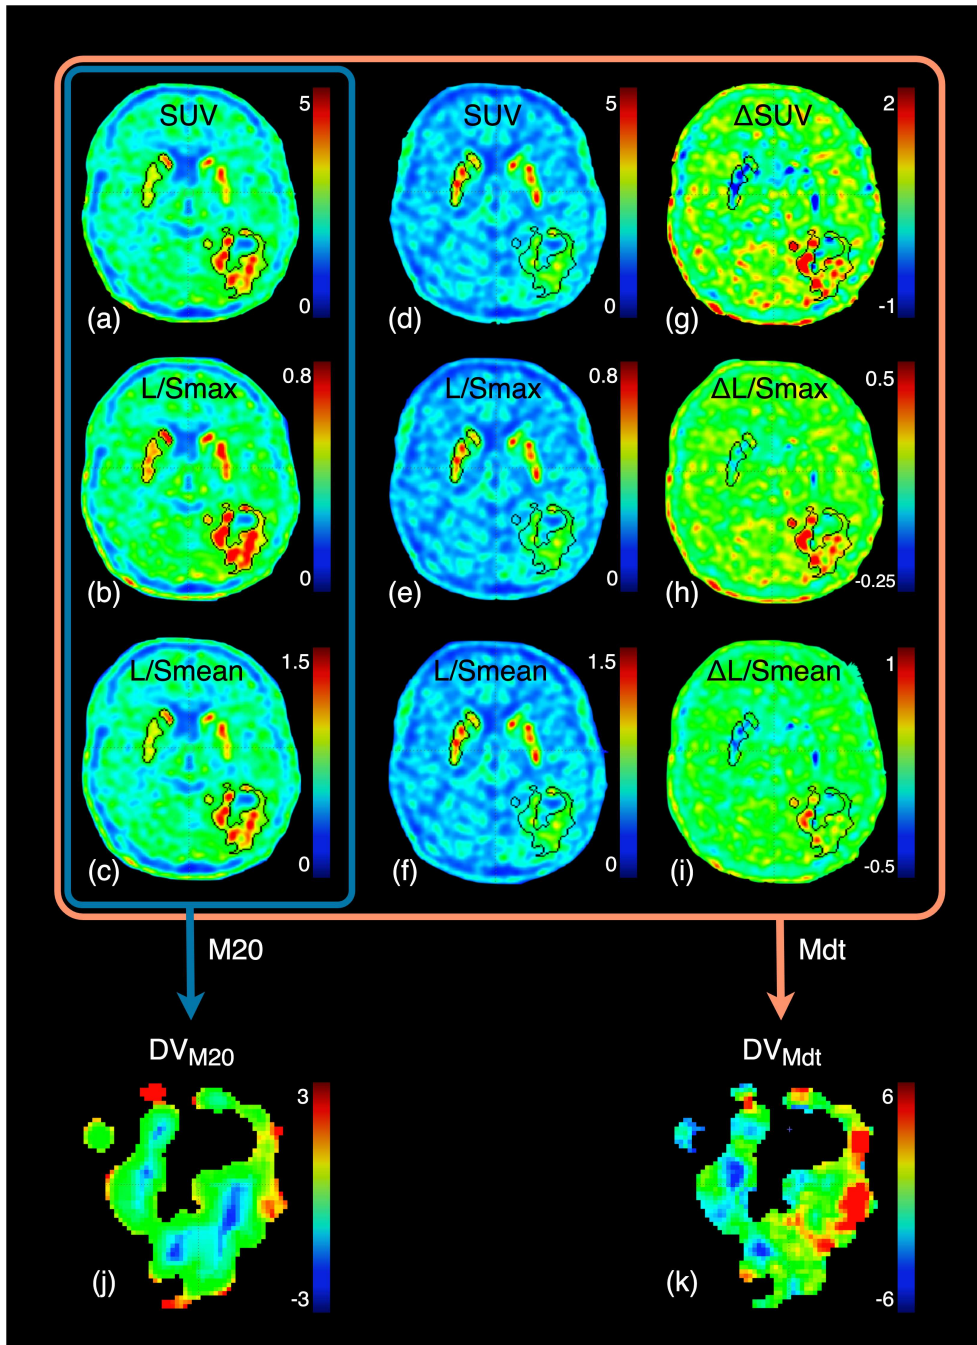 SUV 5 SUV 5 ΔSUV 2
(a) 0 (d) 0 (g) -1
L/Smax 0.8 L/Smax 0.8 ΔL/Smax 0.5
(b) 0 (e) 0 (h) -0.25
L/Smean 1.5 L/Smean 1.5 ΔL/Smean 1
(c) 0 (f) 0 (i) -0.5
M20 Mdt
DVM20 DVMdt
3 6
(j) -3 (k) -6